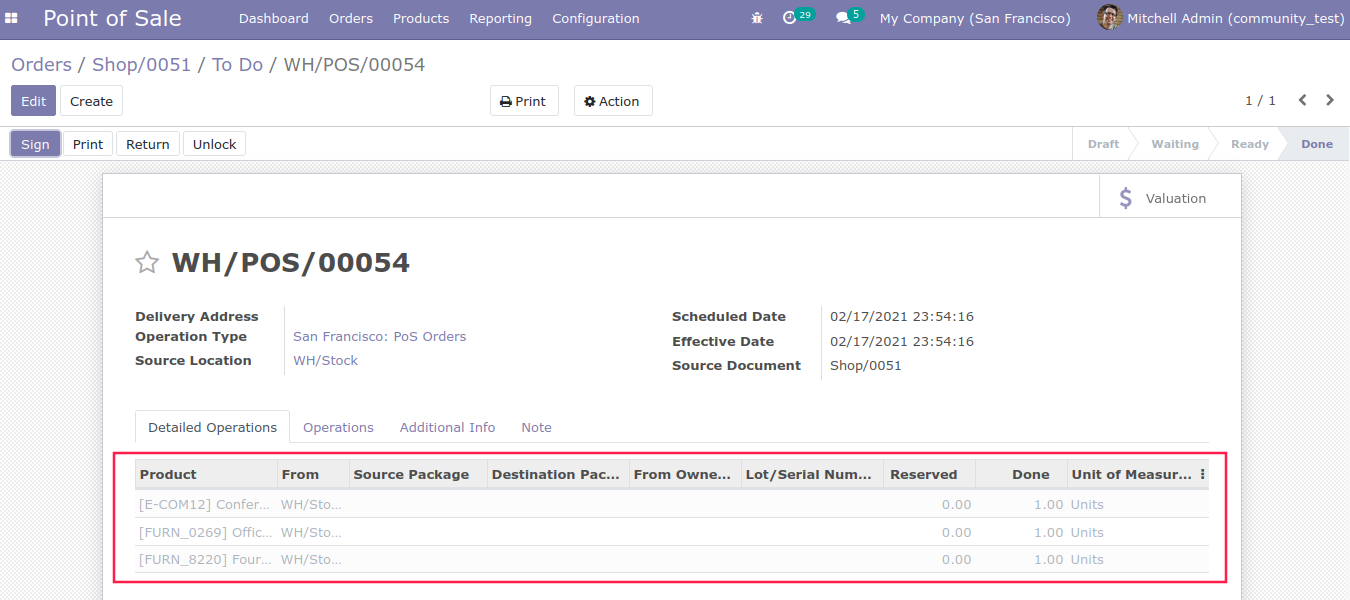 Point of Sale Dashboard Orders Products Reporting Configuration 29 5 My Company (San Francisco) Mitchell Admin (community_test)
Orders / Shop/0051 / To Do / WH/POS/00054
Edit Create Print Action 1 / 1
Sign Print Return Unlock Draft Waiting Ready Done
$ Valuation
WH/POS/00054
Delivery Address Scheduled Date 02/17/2021 23:54:16
Operation Type San Francisco: PoS Orders Effective Date 02/17/2021 23:54:16
Source Location WH/Stock Source Document Shop/0051
Detailed Operations Operations Additional Info Note
Product From Source Package Destination Pac... From Owne... Lot/Serial Num... Reserved Done Unit of Measur...
[E-COM12] Confer... WH/Sto... 0.00 1.00 Units
[FURN_0269] Offic... WH/Sto... 0.00 1.00 Units
[FURN_8220] Four... WH/Sto... 0.00 1.00 Units